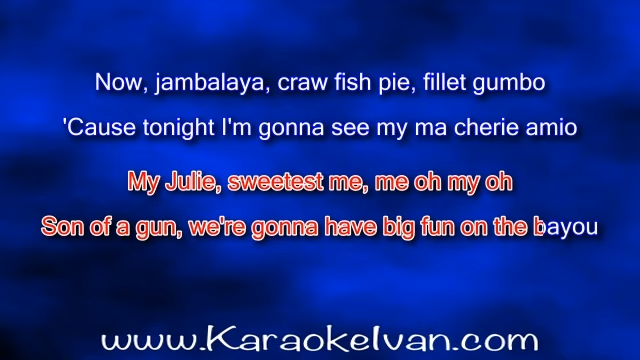 Now, jambalaya, craw fish pie, fillet gumbo
'Cause tonight I'm gonna see my ma cherie amio
My Julie, sweetest me, me oh my oh
Son of a gun, we're gonna have big fun on the bayou
www.KaraokeIvan.com